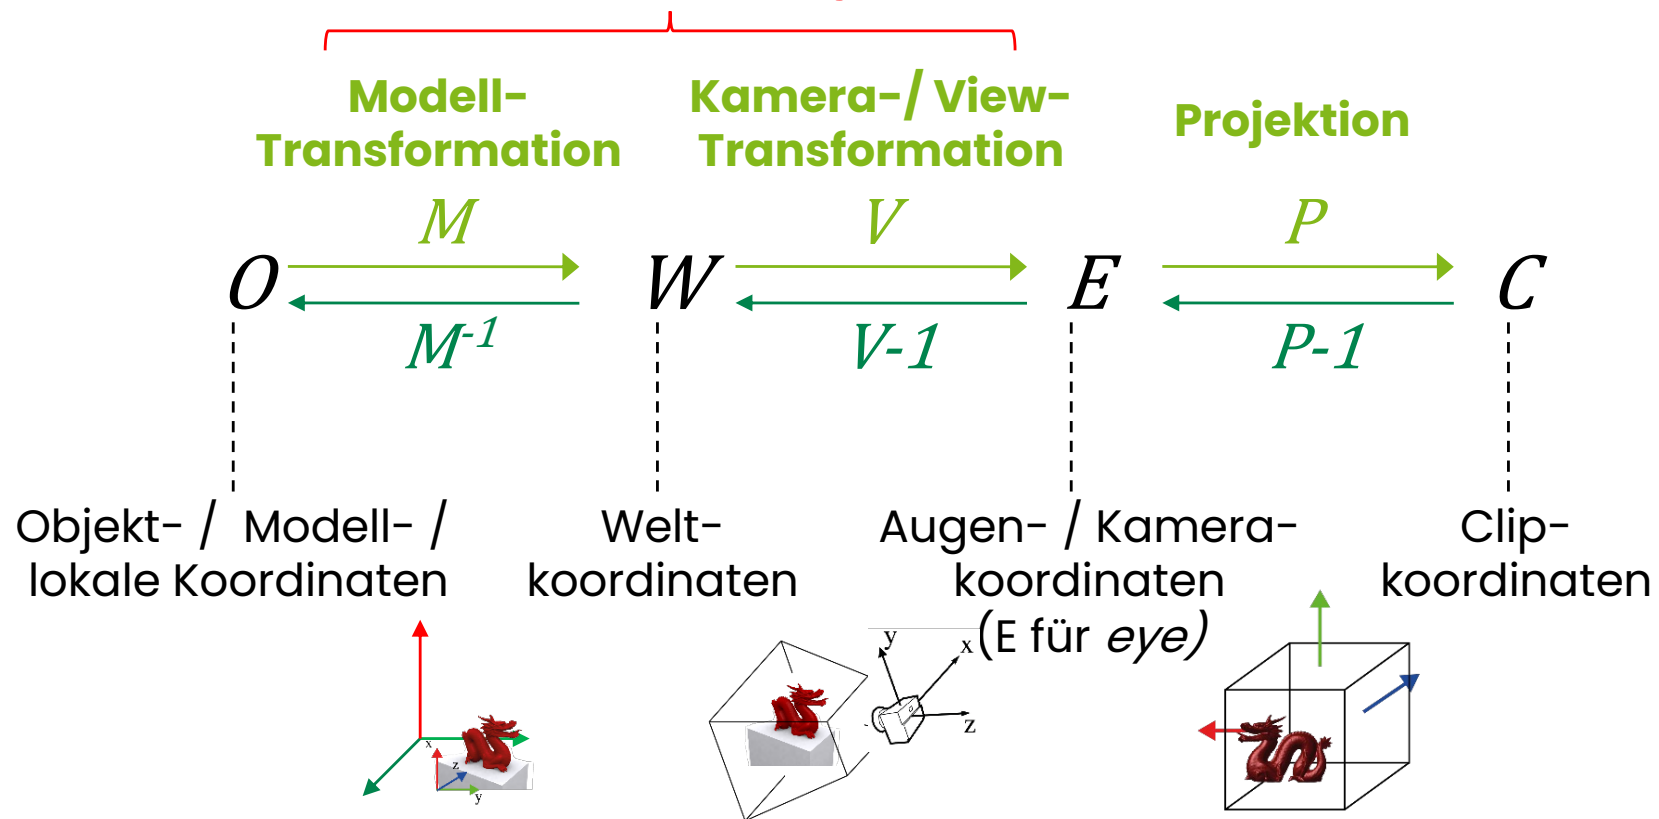 Modell-
Transformation
Kamera-/ View-
Transformation
Projektion
M
V
P
O
W
E
C
M-1
V-1
P-1
Objekt- / Modell- /
lokale Koordinaten
Welt-
koordinaten
Augen- / Kamera-
koordinaten
(E für eye)
Clip-
koordinaten
x
z
y
y
x
z